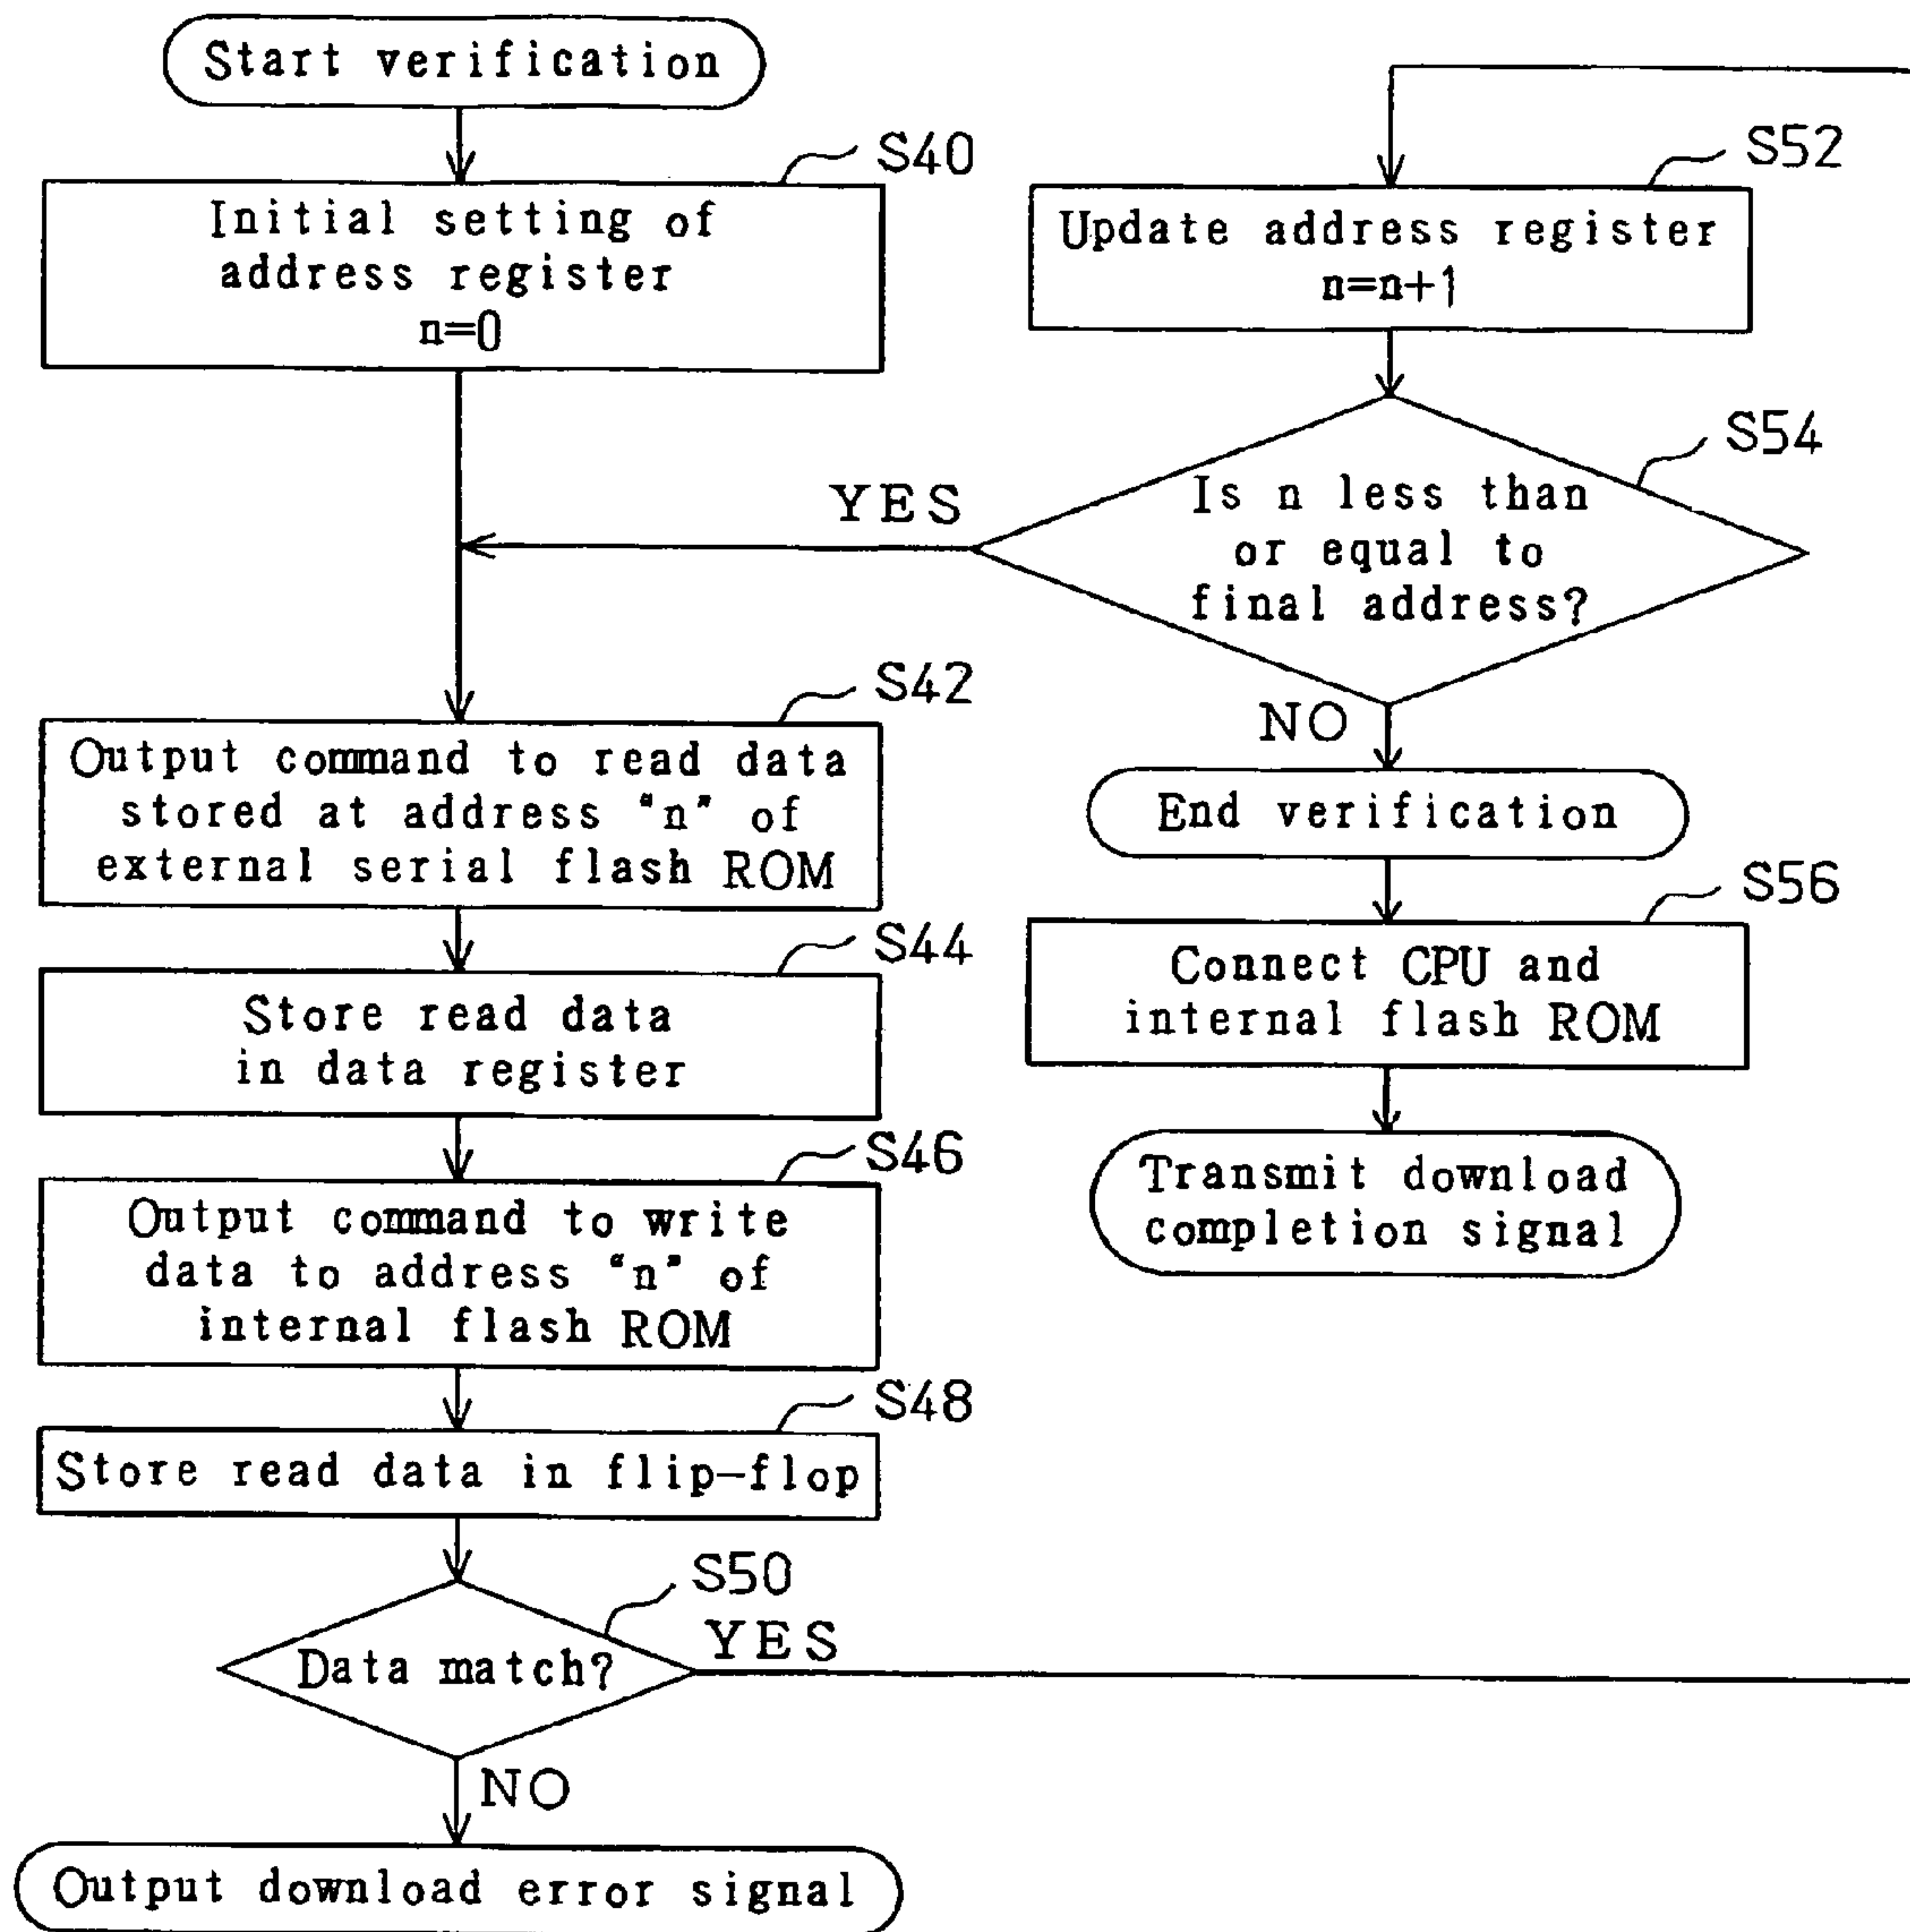 Start verification
S40
Initial setting of
address register
n=0
S42
Output command to read data
stored at address "n" of
external serial flash ROM
S44
Store read data
in data register
S46
Output command to write
data to address "n" of
internal flash ROM
S48
Store read data in flip-flop
S50
Data match?
YES
NO
Output download error signal
S52
Update address register
n=n+1
S54
Is n less than
or equal to
final address?
YES
NO
End verification
S56
Connect CPU and
internal flash ROM
Transmit download
completion signal